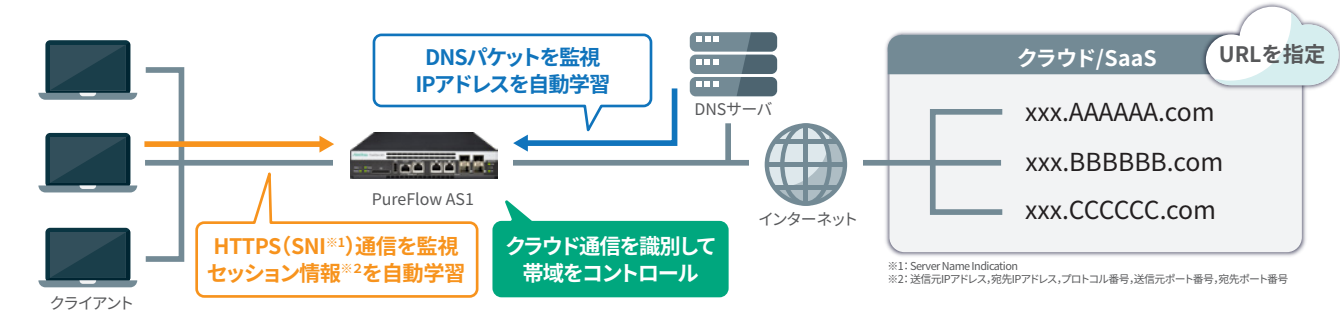 DNSパケットを監視
IPアドレスを自動学習
DNSサーバ
クラウド/SaaS
URLを指定
xxx.AAAAAA.com
xxx.BBBBBB.com
xxx.CCCCCC.com
PureFlow AS1
インターネット
HTTPS(SNI※1)通信を監視
セッション情報※2を自動学習
クラウド通信を識別して
帯域をコントロール
クライアント
※1: Server Name Indication
※2: 送信元IPアドレス,宛先IPアドレス,プロトコル番号,送信元ポート番号,宛先ポート番号